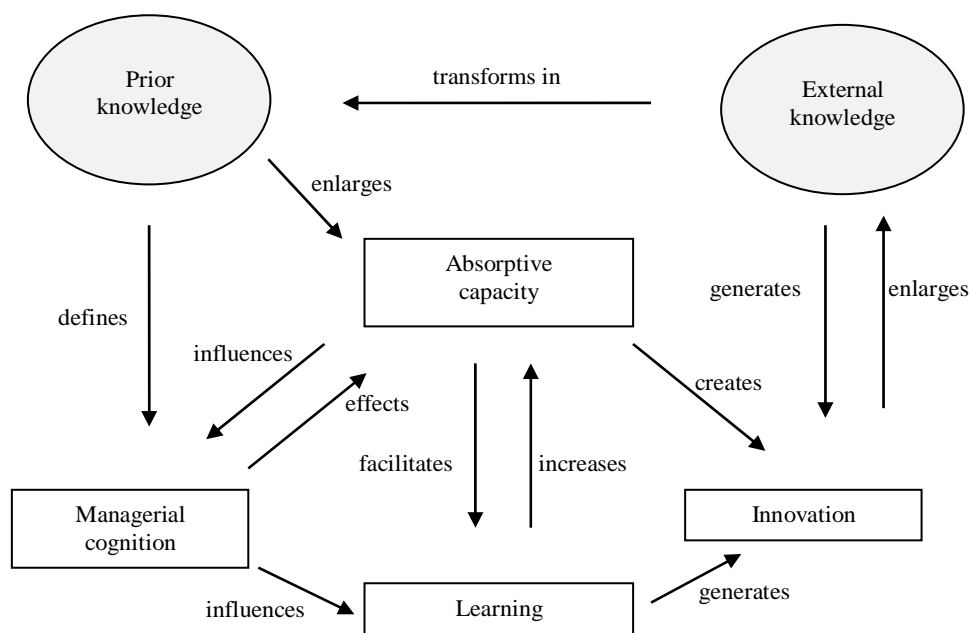 Prior
knowledge
transforms in
External
knowledge
enlarges
Absorptive
capacity
generates
enlarges
defines
influences
effects
creates
facilitates
increases
Managerial
cognition
Innovation
influences
Learning
generates